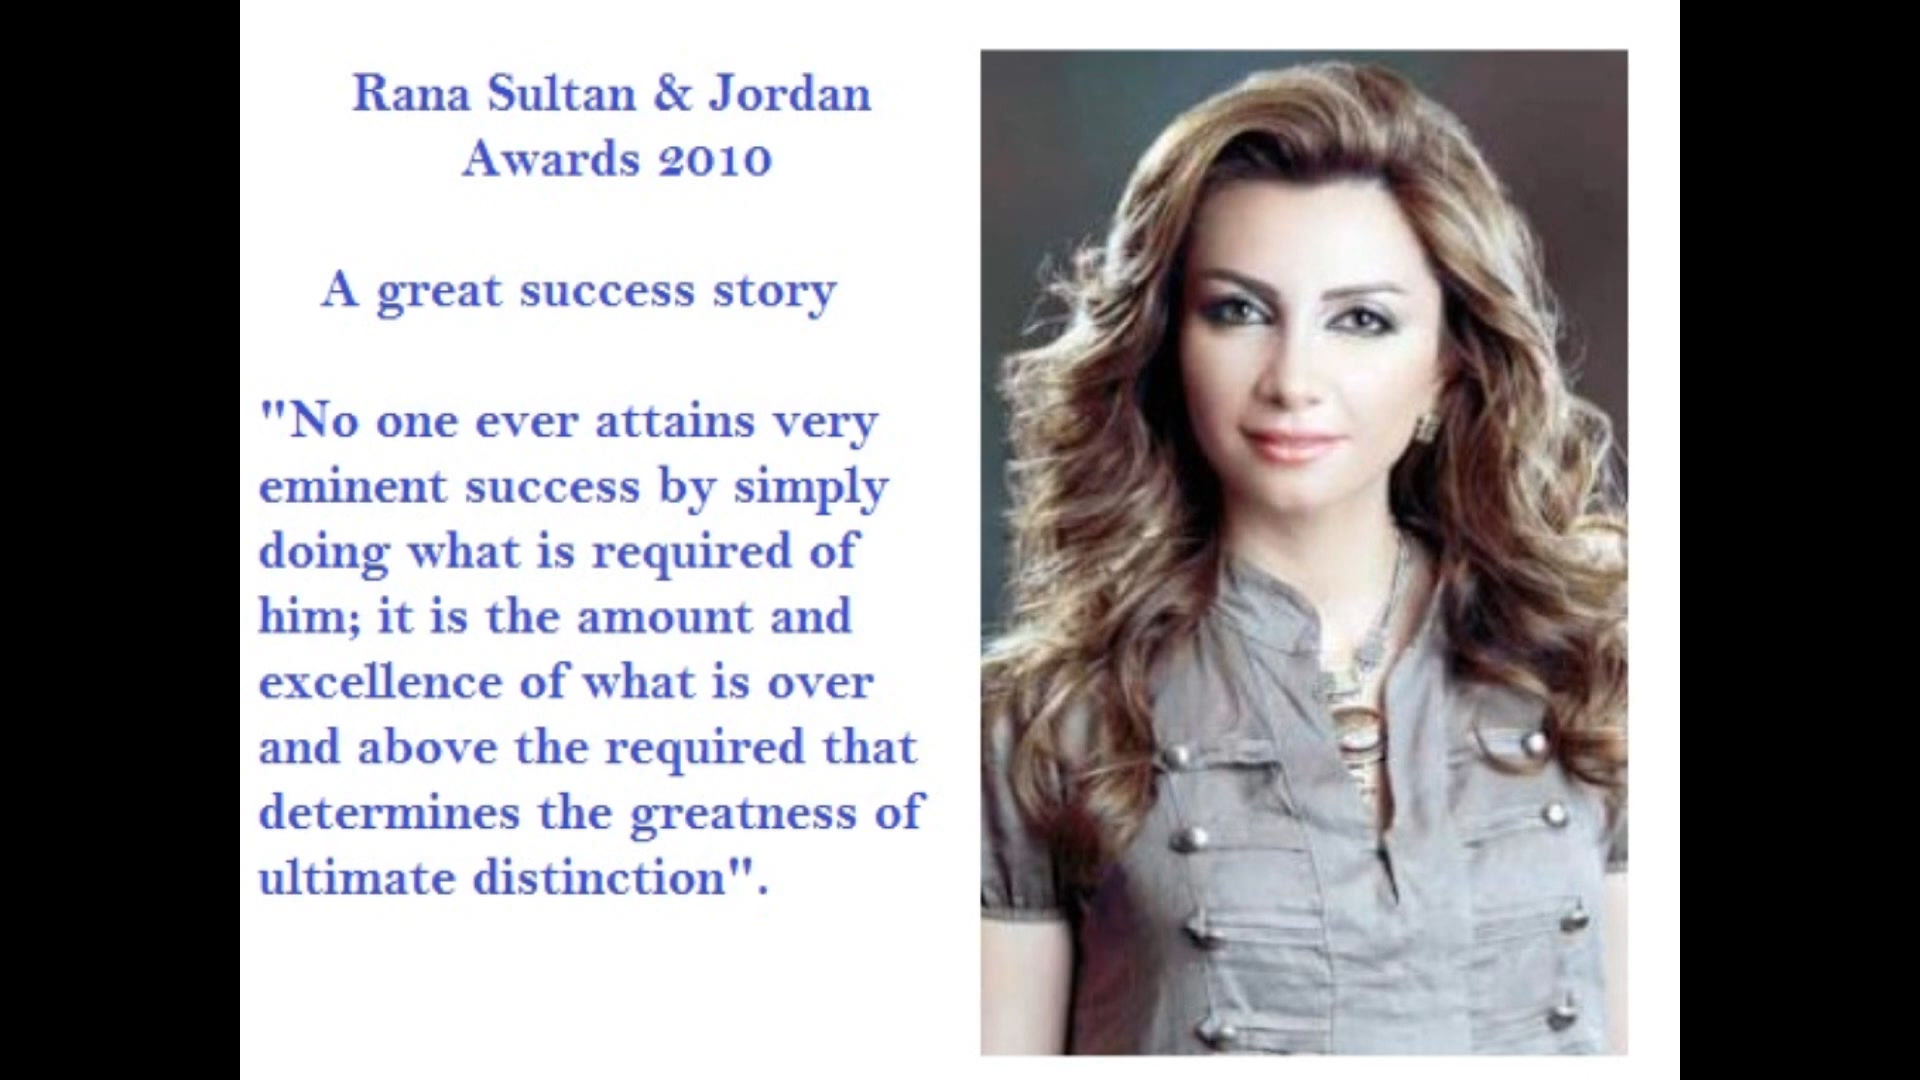 Rana Sultan & Jordan
Awards 2010
A great success story
"No one ever attains very
eminent success by simply
doing what is required of
him; it is the amount and
excellence of what is over
and above the required that
determines the greatness of
ultimate distinction".